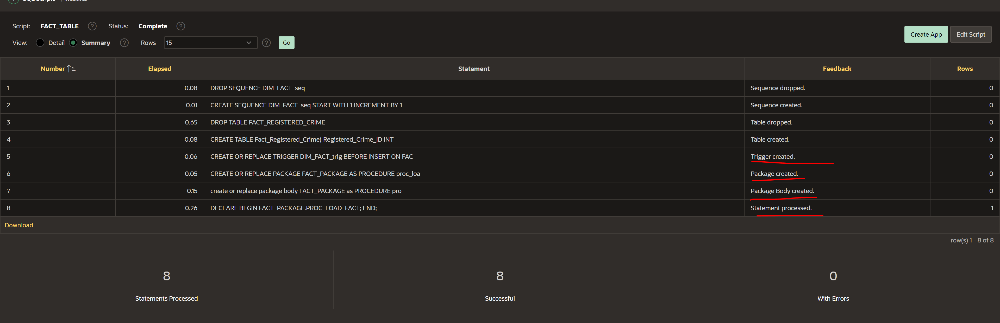 SQL Scripts \ Results
Script: FACT_TABLE ? Status: Complete ?
Create App Edit Script
View: Detail Summary ? Rows 15 ? Go
Number Elapsed Statement Feedback Rows
1 0.08 DROP SEQUENCE DIM_FACT_seq Sequence dropped. 0
2 0.01 CREATE SEQUENCE DIM_FACT_seq START WITH 1 INCREMENT BY 1 Sequence created. 0
3 0.65 DROP TABLE FACT_REGISTERED_CRIME Table dropped. 0
4 0.08 CREATE TABLE Fact_Registered_Crime( Registered_Crime_ID INT Table created. 0
5 0.06 CREATE OR REPLACE TRIGGER DIM_FACT_trig BEFORE INSERT ON FAC Trigger created. 0
6 0.05 CREATE OR REPLACE PACKAGE FACT_PACKAGE AS PROCEDURE proc_loa Package created. 0
7 0.15 create or replace package body FACT_PACKAGE as PROCEDURE pro Package Body created. 0
8 0.26 DECLARE BEGIN FACT_PACKAGE.PROC_LOAD_FACT; END; Statement processed. 1
Download
row(s) 1 - 8 of 8
8 8 0
Statements Processed Successful With Errors